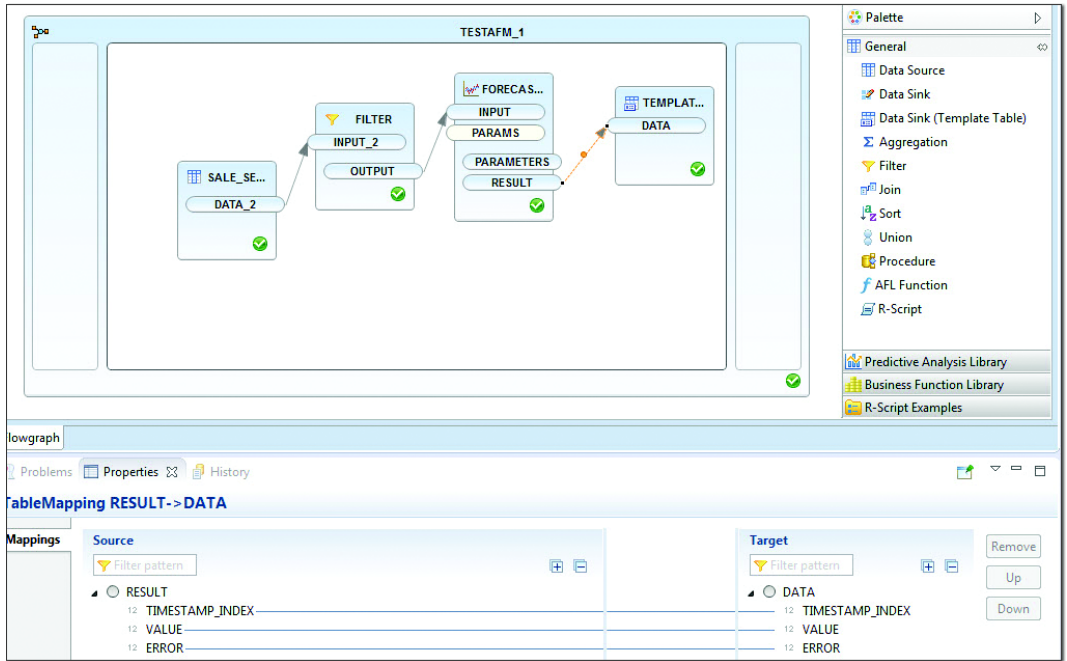 TESTAFM_1
SALE_SE...
DATA_2
FILTER
INPUT_2
OUTPUT
FORECAS...
INPUT
PARAMS
PARAMETERS
RESULT
TEMPLAT...
DATA
Palette
General
Data Source
Data Sink
Data Sink (Template Table)
Aggregation
Filter
Join
Sort
Union
Procedure
AFL Function
R-Script
Predictive Analysis Library
Business Function Library
R-Script Examples
lowgraph
Problems Properties History
TableMapping RESULT->DATA
Mappings
Source
Filter pattern
RESULT
12 TIMESTAMP_INDEX
12 VALUE
12 ERROR
Target
Filter pattern
DATA
12 TIMESTAMP_INDEX
12 VALUE
12 ERROR
Remove
Up
Down